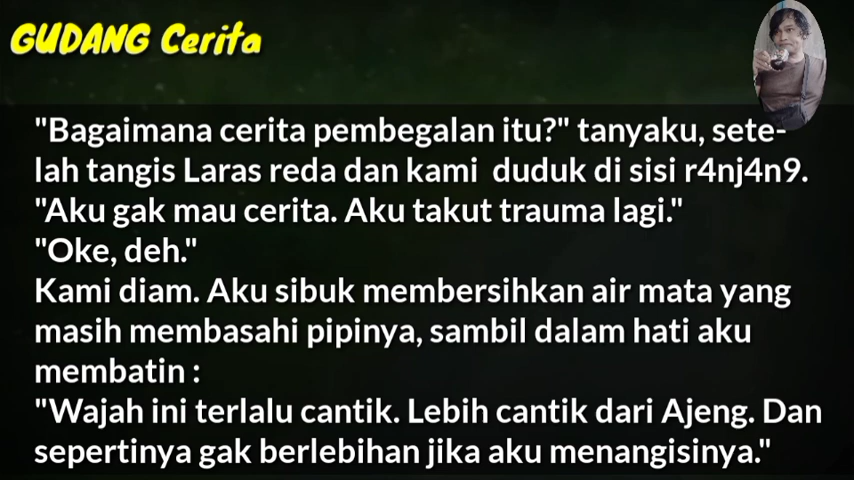 GUDANG Cerita
"Bagaimana cerita pembegalan itu?" tanyaku, sete-
lah tangis Laras reda dan kami  duduk di sisi r4nj4n9.
"Aku gak mau cerita. Aku takut trauma lagi."
"Oke, deh."
Kami diam. Aku sibuk membersihkan air mata yang
masih membasahi pipinya, sambil dalam hati aku
membatin :
"Wajah ini terlalu cantik. Lebih cantik dari Ajeng. Dan
sepertinya gak berlebihan jika aku menangisinya."